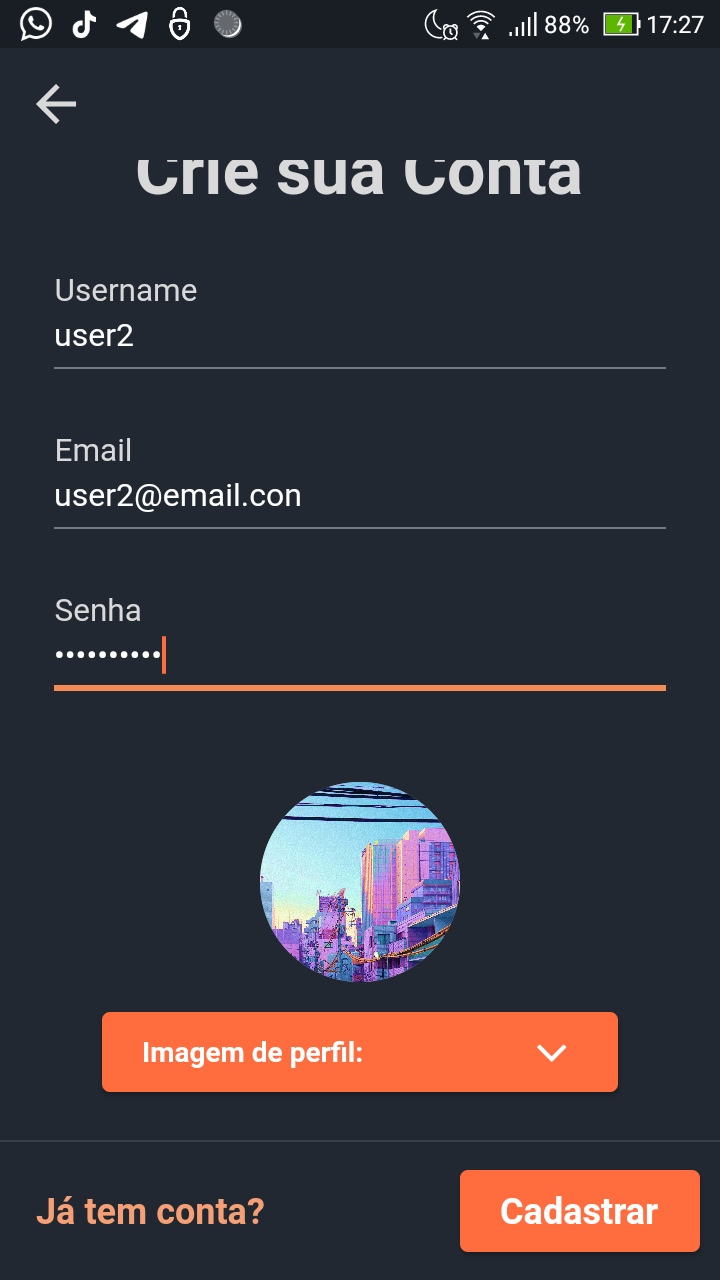 88% 17:27
Crie sua Conta
Username
user2
Email
user2@email.con
Senha
••••••••••
Imagem de perfil:
Já tem conta?
Cadastrar